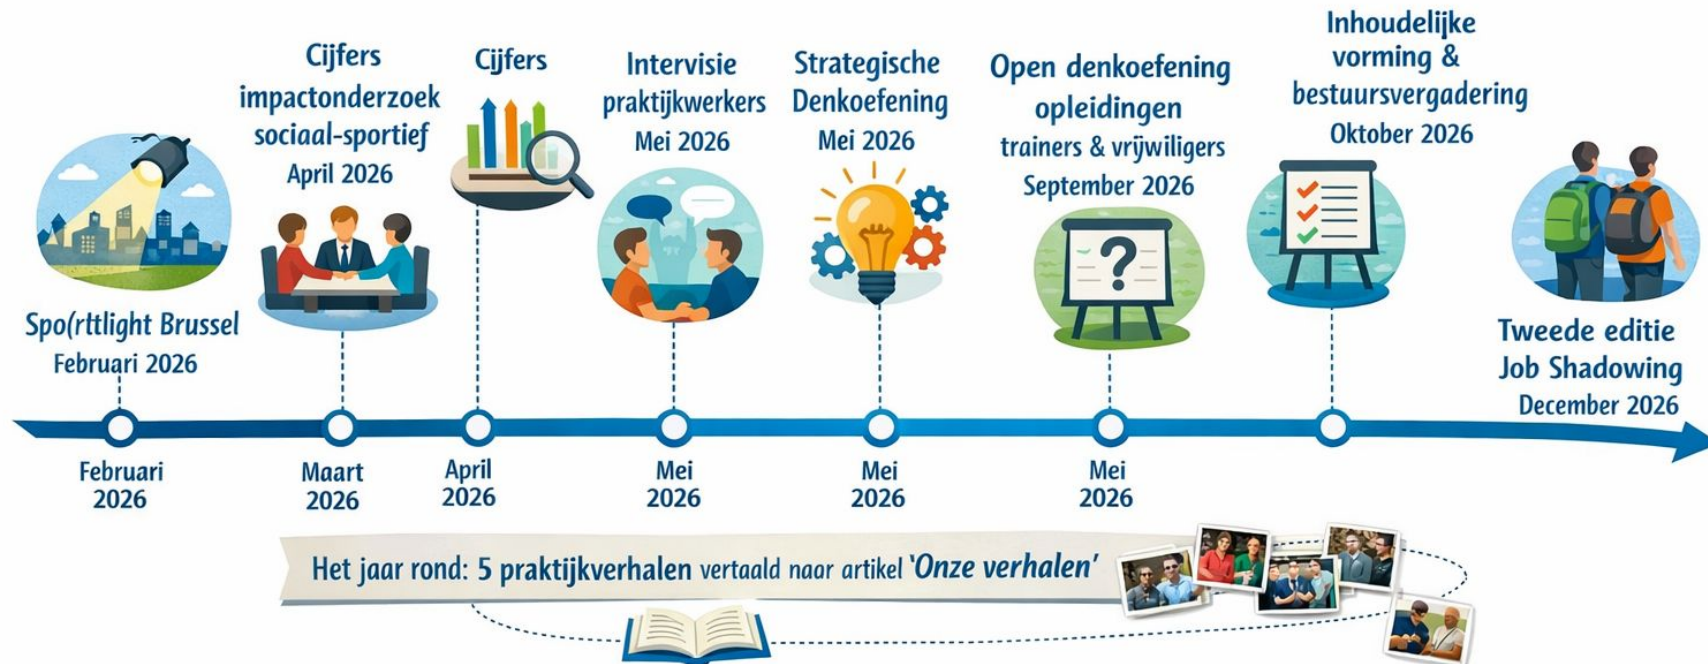 Spo(rttlight Brussel
Februari 2026
Cijfers
impactonderzoek
sociaal-sportief
April 2026
Cijfers
Intervisie
praktijkwerkers
Mei 2026
Strategische
Denkoefening
Mei 2026
Open denkoefening
opleidingen
trainers & vrijwiligers
September 2026
Inhoudelijke
vorming &
bestuursvergadering
Oktober 2026
Tweede editie
Job Shadowing
December 2026
Februari
2026
Maart
2026
April
2026
Mei
2026
Mei
2026
Mei
2026
Het jaar rond: 5 praktijkverhalen vertaald naar artikel ‘Onze verhalen’